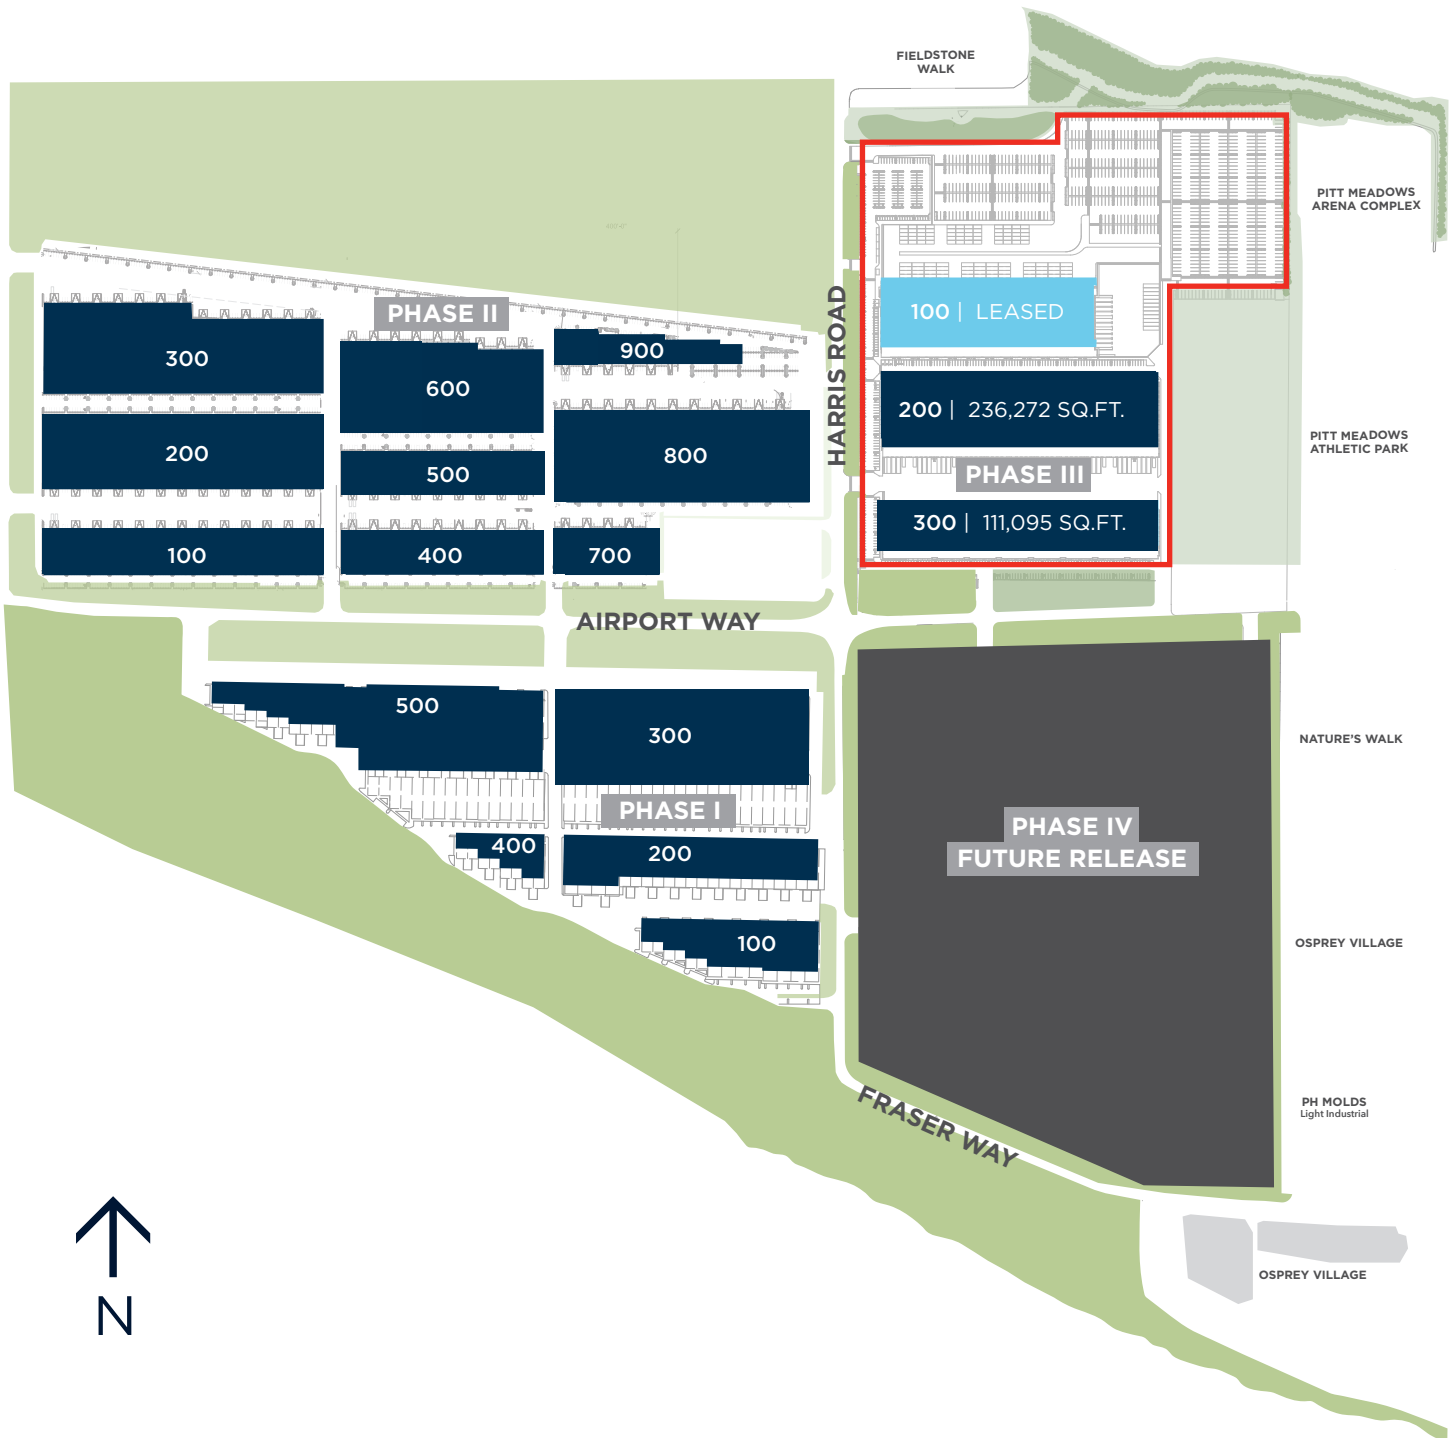 FIELDSTONE
WALK
PITT MEADOWS
ARENA COMPLEX
HARRIS ROAD
100 | LEASED
200 | 236,272 SQ.FT.
PHASE III
300 | 111,095 SQ.FT.
PITT MEADOWS
ATHLETIC PARK
PHASE II
300
200
100
600
500
400
900
800
700
AIRPORT WAY
500
300
PHASE I
400
200
100
PHASE IV
FUTURE RELEASE
NATURE'S WALK
OSPREY VILLAGE
PH MOLDS
Light Industrial
FRASER WAY
OSPREY VILLAGE
N